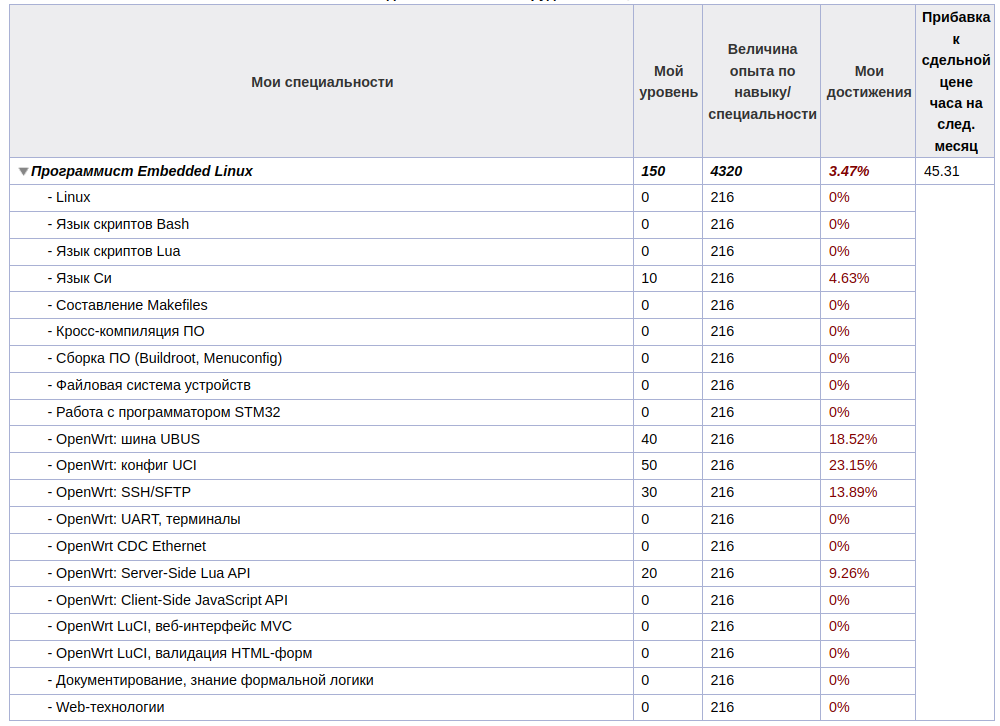 Мои специальности
Мой
уровень
Величина
опыта по
навыку/
специальности
Мои
достижения
Прибавка
к
сдельной
цене
часа на
след.
месяц
Программист Embedded Linux 150 4320 3.47% 45.31
- Linux 0 216 0%
- Язык скриптов Bash 0 216 0%
- Язык скриптов Lua 0 216 0%
- Язык Си 10 216 4.63%
- Составление Makefiles 0 216 0%
- Кросс-компиляция ПО 0 216 0%
- Сборка ПО (Buildroot, Menuconfig) 0 216 0%
- Файловая система устройств 0 216 0%
- Работа с программатором STM32 0 216 0%
- OpenWrt: шина UBUS 40 216 18.52%
- OpenWrt: конфиг UCI 50 216 23.15%
- OpenWrt: SSH/SFTP 30 216 13.89%
- OpenWrt: UART, терминалы 0 216 0%
- OpenWrt CDC Ethernet 0 216 0%
- OpenWrt: Server-Side Lua API 20 216 9.26%
- OpenWrt: Client-Side JavaScript API 0 216 0%
- OpenWrt LuCI, веб-интерфейс MVC 0 216 0%
- OpenWrt LuCI, валидация HTML-форм 0 216 0%
- Документирование, знание формальной логики 0 216 0%
- Web-технологии 0 216 0%